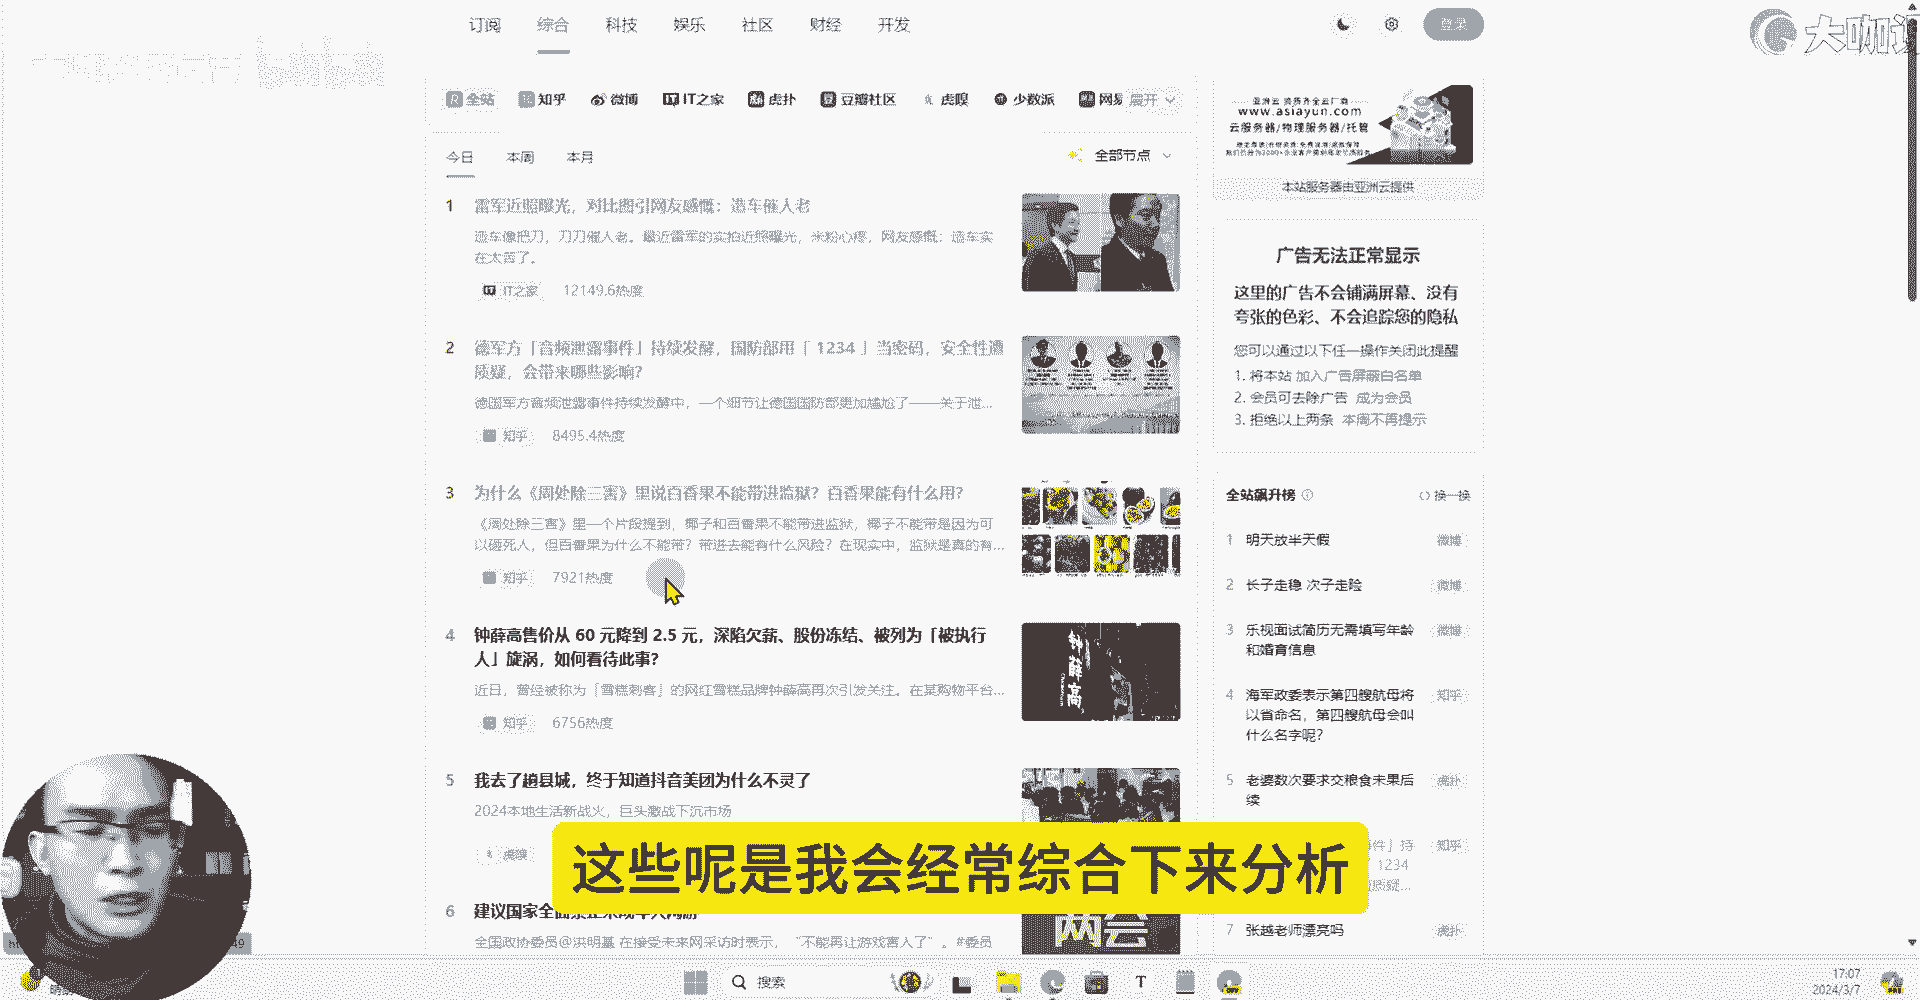 订阅 综合 科技 娱乐 社区 财经 开发
登录
大咖
全站 知乎 微博 IT之家 虎扑 豆瓣社区 虎嗅 少数派 网易 展开
今日 本周 本月
全部节点
1 雷军近照曝光，对比图引网友感慨：造车催人老
造车像把刀，刀刀催人老。最近雷军的实拍近照曝光，米粉心疼，网友感慨：造车实
在太苦了。
IT之家 12149.6热度
2 德军方「音频泄露事件」持续发酵，国防部用「 1234 」当密码，安全性遭
质疑，会带来哪些影响？
德国军方音频泄露事件持续发酵中，一个细节让德国国防部更加尴尬了——关于泄...
知乎 8495.4热度
3 为什么《周处除三害》里说百香果不能带进监狱？百香果能有什么用？
《周处除三害》里一个片段提到，椰子和百香果不能带进监狱，椰子不能带是因为可
以砸死人，但百香果为什么不能带？带进去能有什么风险？在现实中，监狱是真的有...
知乎 7921热度
4 钟薛高售价从 60 元降到 2.5 元，深陷欠薪、股份冻结、被列为「被执行
人」旋涡，如何看待此事？
近日，曾经被称为「雪糕刺客」的网红雪糕品牌钟薛高再次引发关注。在某购物平台...
知乎 6756热度
钟薛高
5 我去了趟县城，终于知道抖音美团为什么不灵了
2024本地生活新战火，巨头激战下沉市场
虎嗅
6 建议国家全面禁止未成年人网游
全国政协委员@洪明基 在接受未来网采访时表示，“不能再让游戏害人了”。#委员
两会
www.asiayun.com
云服务器/物理服务器/托管
本站服务器由亚洲云提供
广告无法正常显示
这里的广告不会铺满屏幕、没有
夸张的色彩、不会追踪您的隐私
您可以通过以下任一操作关闭此提醒
1. 将本站 加入广告屏蔽白名单
2. 会员可去除广告 成为会员
3. 拒绝以上两条 本周不再提示
全站飙升榜 换一换
1 明天放半天假 微博
2 长子走稳 次子走险 微博
3 乐视面试简历无需填写年龄
和婚育信息 微博
4 海军政委表示第四艘航母将
以省命名，第四艘航母会叫
什么名字呢？ 知乎
5 老婆数次要求交粮食未果后
续 虎扑
件」持 知乎
1234
质疑...
7 张越老师漂亮吗 虎扑
这些呢是我会经常综合下来分析
搜索
17:07
2024/3/7